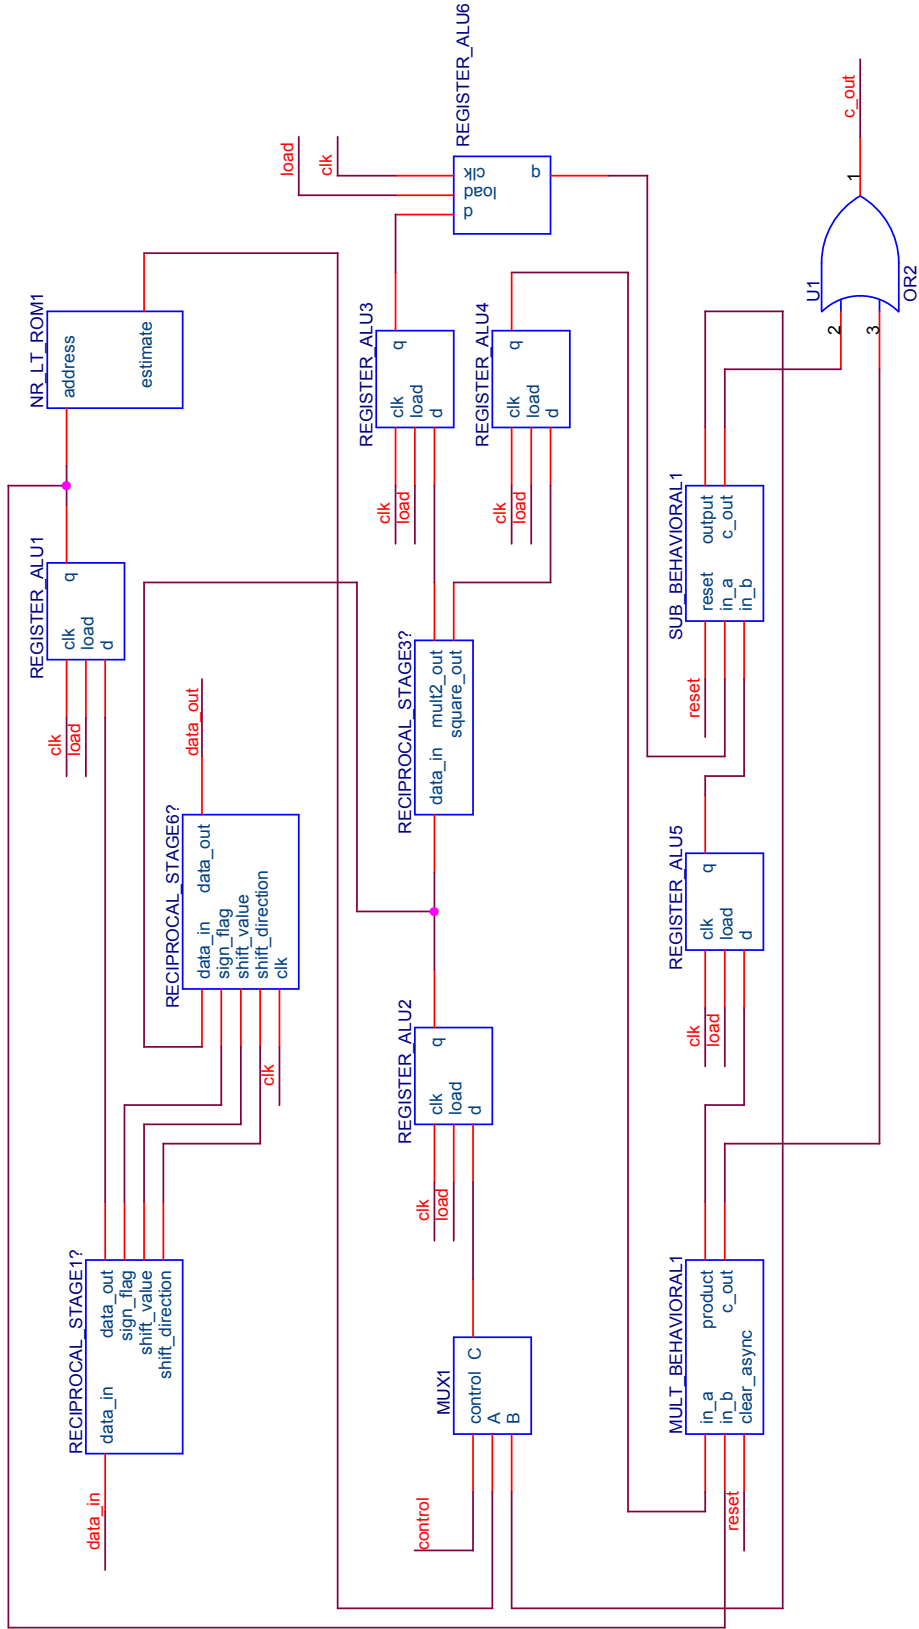 RECIPROCAL_STAGE1?
data_in
data_in
data_out
sign_flag
shift_value
shift_direction
REGISTER_ALU1
clk
load
clk
load
d
q
NR_LT_ROM1
address
estimate
RECIPROCAL_STAGE6?
data_in
sign_flag
shift_value
shift_direction
clk
clk
data_out
data_out
MUX1
control
control
A
B
C
REGISTER_ALU2
clk
load
clk
load
d
q
RECIPROCAL_STAGE3?
data_in
mult2_out
square_out
REGISTER_ALU3
clk
load
clk
load
d
q
REGISTER_ALU4
clk
load
clk
load
d
q
REGISTER_ALU6
load
clk
clk
load
d
q
MULT_BEHAVIORAL1
reset
in_a
in_b
clear_async
product
c_out
REGISTER_ALU5
clk
load
clk
load
d
q
SUB_BEHAVIORAL1
reset
reset
in_a
in_b
output
c_out
U1
2
3
1
OR2
c_out